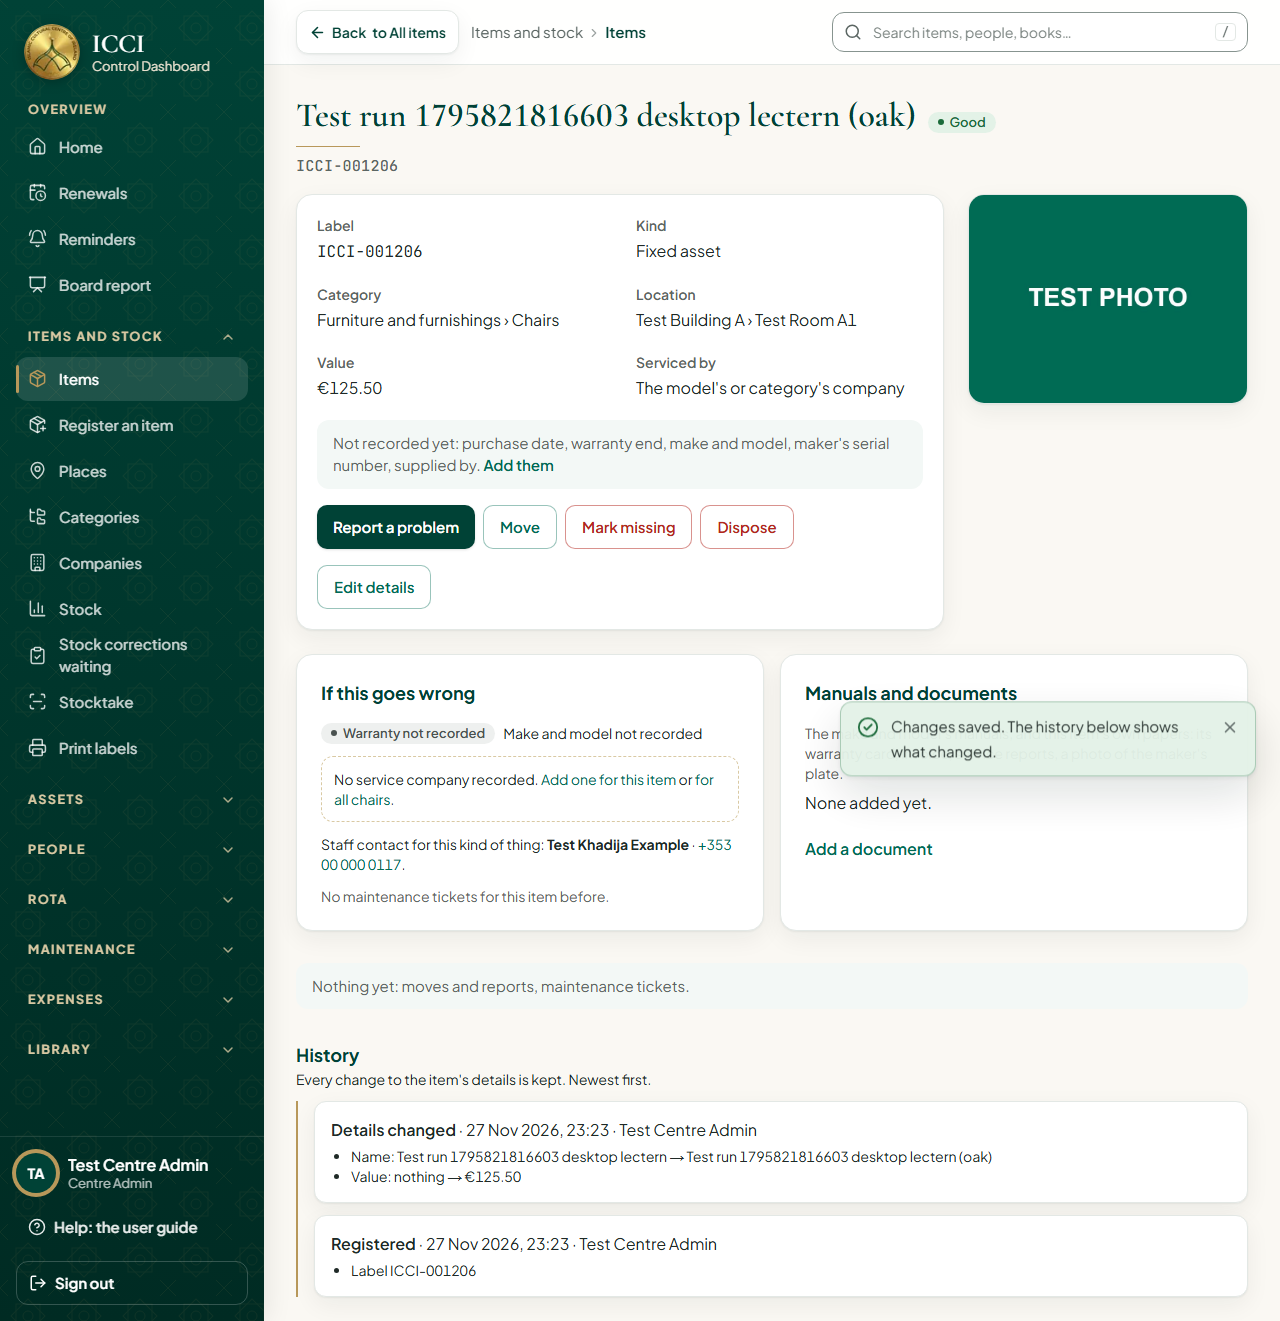 ICCI
Control Dashboard
OVERVIEW
Home
Renewals
Reminders
Board report
ITEMS AND STOCK
Items
Register an item
Places
Categories
Companies
Stock
Stock corrections
waiting
Stocktake
Print labels
ASSETS
PEOPLE
ROTA
MAINTENANCE
EXPENSES
LIBRARY
TA
Test Centre Admin
Centre Admin
Help: the user guide
Sign out
Back to All items
Items and stock › Items
Search items, people, books…
/
Test run 1795821816603 desktop lectern (oak)
Good
ICCI-001206
Label
ICCI-001206
Kind
Fixed asset
Category
Furniture and furnishings › Chairs
Location
Test Building A › Test Room A1
Value
€125.50
Serviced by
The model's or category's company
Not recorded yet: purchase date, warranty end, make and model, maker's serial
number, supplied by. Add them
Report a problem
Move
Mark missing
Dispose
Edit details
TEST PHOTO
If this goes wrong
Warranty not recorded
Make and model not recorded
No service company recorded. Add one for this item or for
all chairs.
Staff contact for this kind of thing: Test Khadija Example · +353
00 000 0117.
No maintenance tickets for this item before.
Manuals and documents
The
plate.
None added yet.
Add a document
Changes saved. The history below shows
what changed.
Nothing yet: moves and reports, maintenance tickets.
History
Every change to the item's details is kept. Newest first.
Details changed · 27 Nov 2026, 23:23 · Test Centre Admin
Name: Test run 1795821816603 desktop lectern → Test run 1795821816603 desktop lectern (oak)
Value: nothing → €125.50
Registered · 27 Nov 2026, 23:23 · Test Centre Admin
Label ICCI-001206